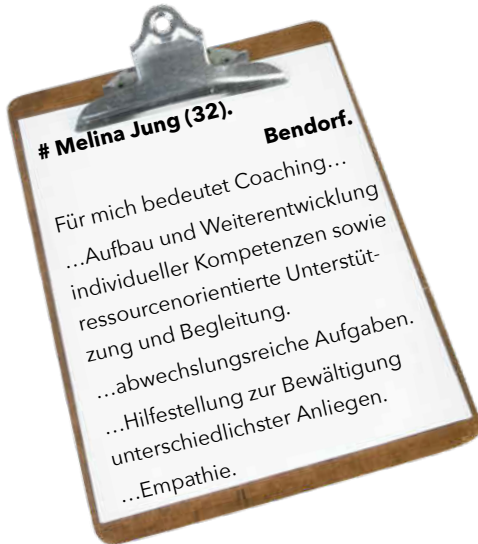 # Melina Jung (32).
Bendorf.
Für mich bedeutet Coaching…
…Aufbau und Weiterentwicklung
individueller Kompetenzen sowie
ressourcenorientierte Unterstüt-
zung und Begleitung.
…abwechslungsreiche Aufgaben.
…Hilfestellung zur Bewältigung
unterschiedlichster Anliegen.
…Empathie.